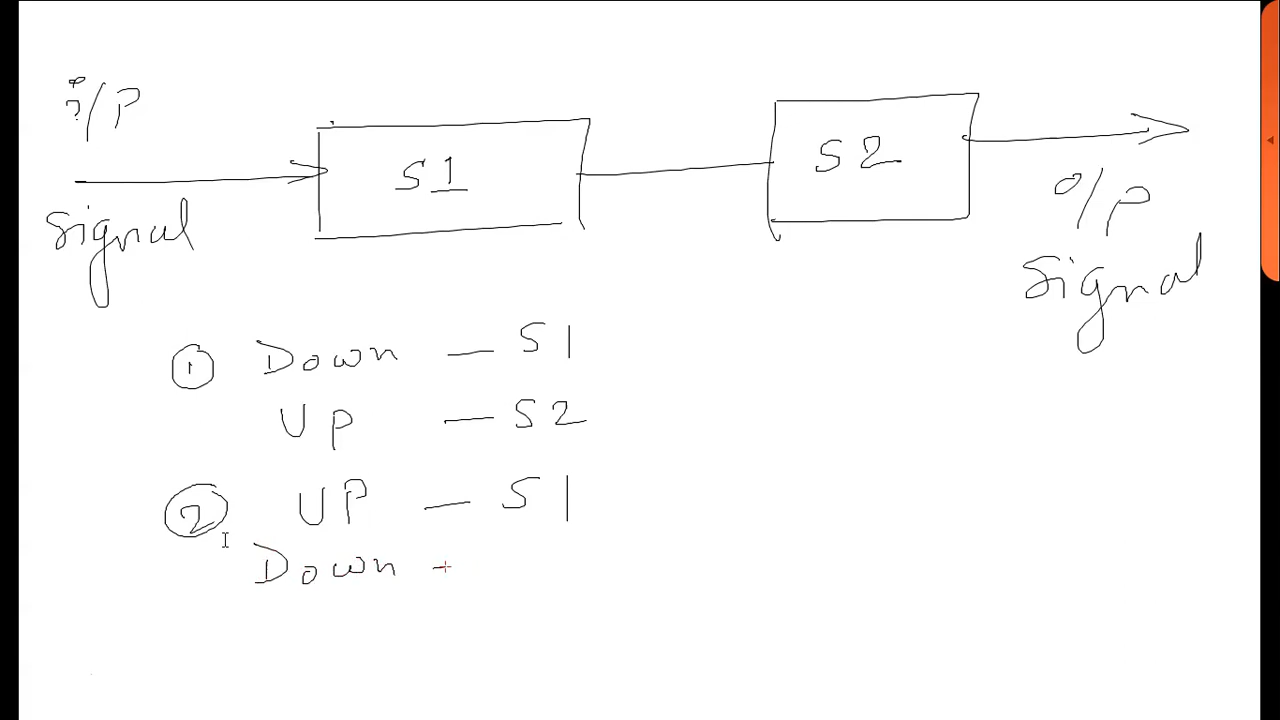 i/P
signal
S1
S2
O/P
signal
① Down — S1
UP — S2
② UP — S1
Down -